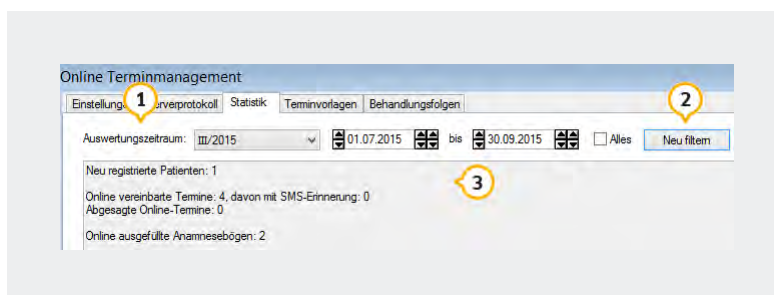 Online Terminmanagement
1 2
Serverprotokoll Statistik Terminvorlagen Behandlungsfolgen
Auswertungszeitraum: III/2015 01.07.2015 bis 30.09.2015 Alles Neu filtern
Neu registrierte Patienten: 1
3
Online vereinbarte Termine: 4, davon mit SMS-Erinnerung: 0
Abgesagte Online-Termine: 0
Online ausgefüllte Anamnesebögen: 2